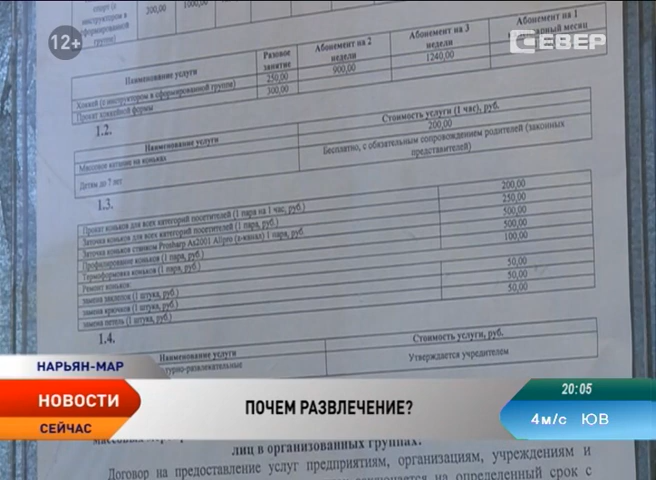 спорт (с
инструктором в
сформированной
группе)
200,00
1000,00
12+
СЕВЕР
Наименование услуги
Разовое занятие
Абонемент на 2 недели
Абонемент на 3 недели
Абонемент на 1 календарный месяц
Хоккей (с инструктором в сформированной группе)
250,00
900,00
1240,00
Прокат хоккейной формы
300,00
1.2.
Наименование услуги
Стоимость услуги (1 час), руб.
Массовое катание на коньках
200,00
Детям до 7 лет
Бесплатно, с обязательным сопровождением родителей (законных
представителей)
1.3.
Прокат коньков для всех категорий посетителей (1 пара на 1 час, руб.)
200,00
Заточка коньков для всех категорий посетителей (1 пара, руб.)
250,00
Заточка коньков станком Prosharp As2001 Allpro (z-канал) 1 пара, руб.)
500,00
Профилирование коньков (1 пара, руб.)
500,00
Термоформовка коньков (1 пара, руб.)
100,00
Ремонт коньков:
замена заклепок (1 штука, руб.)
50,00
замена крючков (1 штука, руб.)
50,00
замена петель (1 штука, руб.)
50,00
1.4.
Наименование услуги
Стоимость услуги, руб.
Утверждается учредителем
НАРЬЯН-МАР
НОВОСТИ
СЕЙЧАС
ПОЧЕМ РАЗВЛЕЧЕНИЕ?
20:05
4м/с ЮВ
лиц в организованных группах.
Договор на предоставление услуг предприятиям, организациям, учреждениям и
на определенный срок с